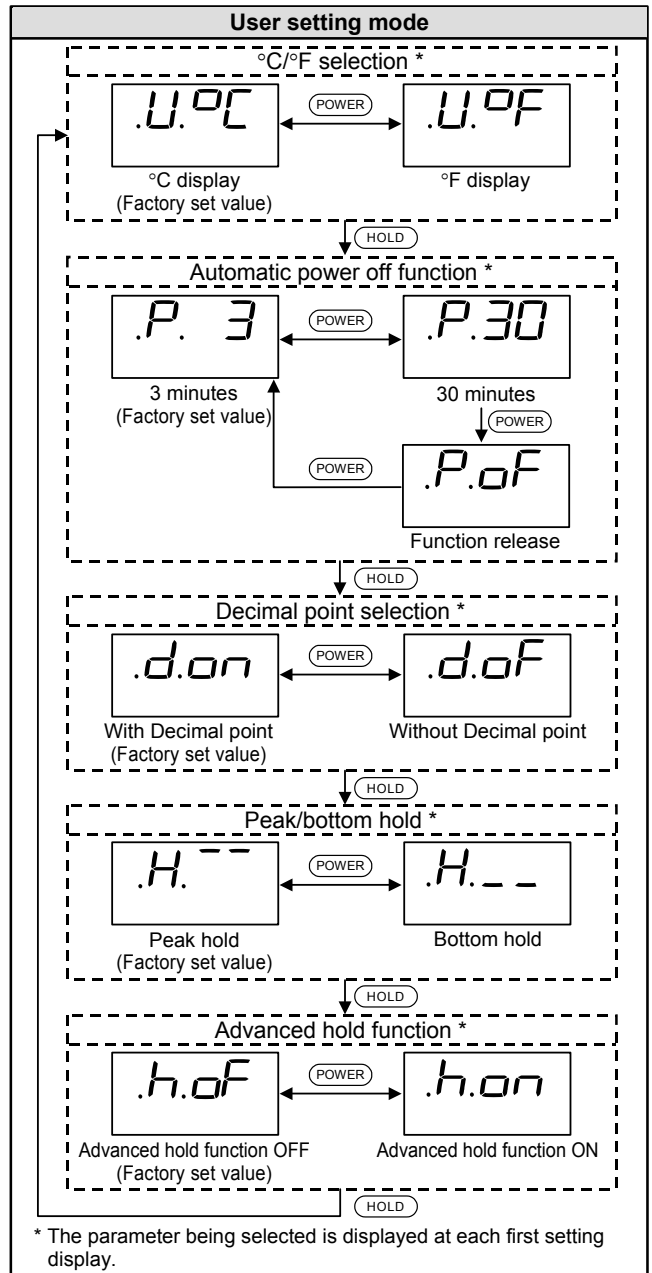 User setting mode
°C/°F selection *
.U.°C POWER .U.°F
°C display °F display
(Factory set value)
HOLD
Automatic power off function *
.P. 3 POWER .P.30
3 minutes 30 minutes
(Factory set value) POWER
POWER .P.oF
Function release
HOLD
Decimal point selection *
.d.on POWER .d.oF
With Decimal point Without Decimal point
(Factory set value)
HOLD
Peak/bottom hold *
.H.¯¯ POWER .H._ _
Peak hold Bottom hold
(Factory set value)
HOLD
Advanced hold function *
.h.oF POWER .h.on
Advanced hold function OFF Advanced hold function ON
(Factory set value)
HOLD
* The parameter being selected is displayed at each first setting
display.